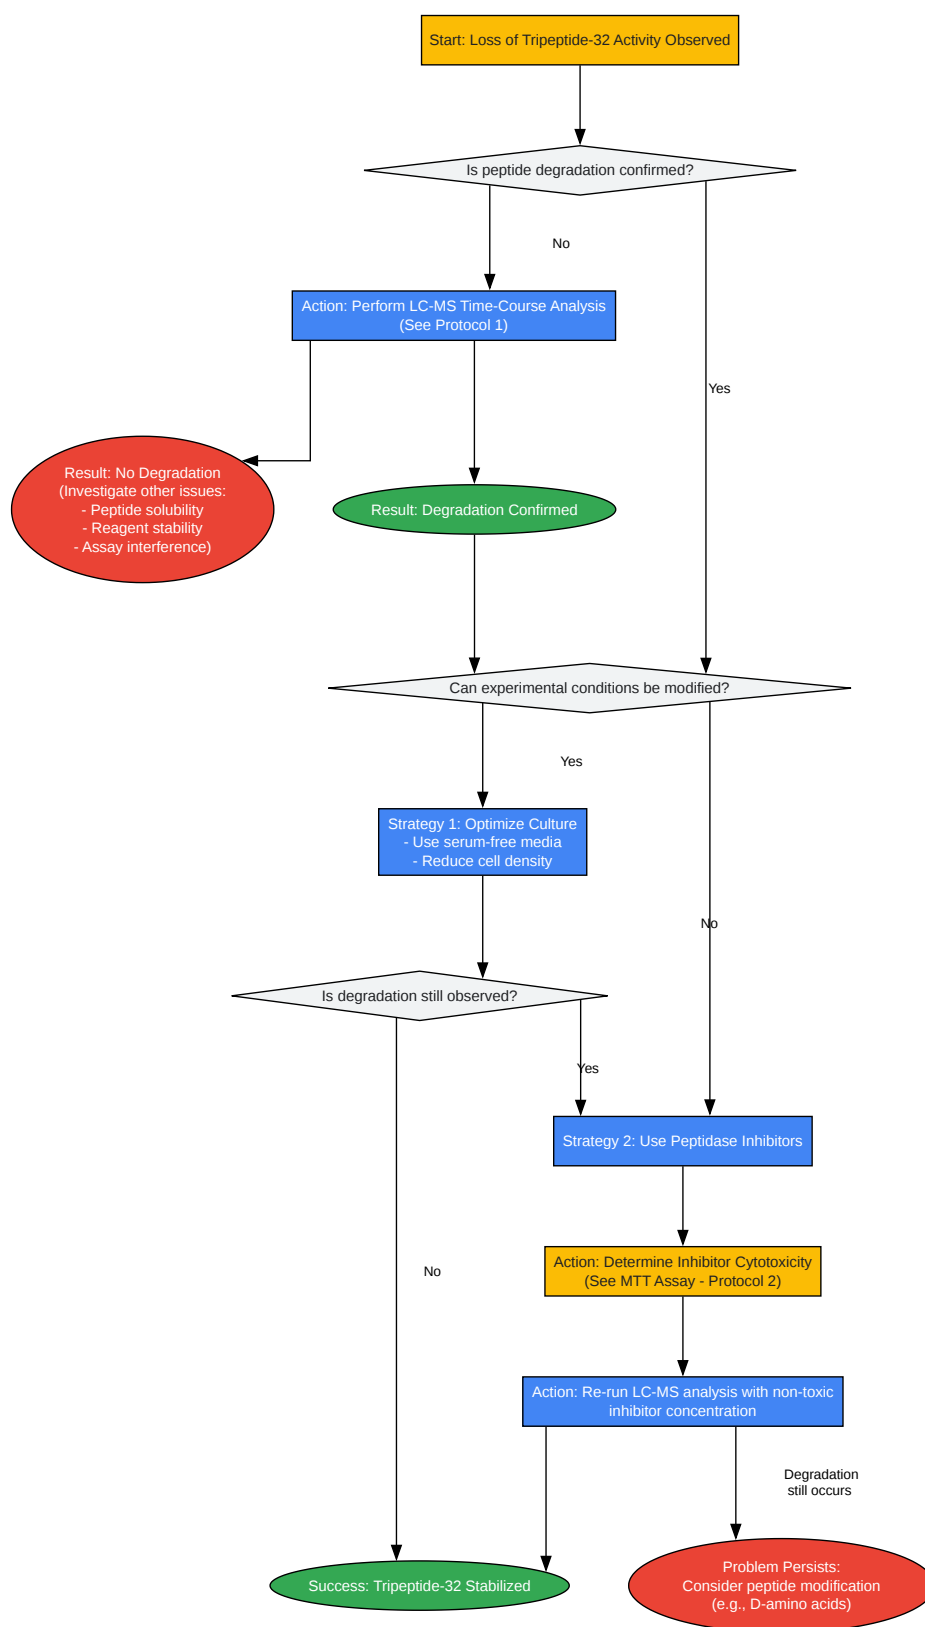 Start: Loss of Tripeptide-32 Activity Observed
Is peptide degradation confirmed?
No
Action: Perform LC-MS Time-Course Analysis
(See Protocol 1)
Yes
Result: No Degradation
(Investigate other issues:
- Peptide solubility
- Reagent stability
- Assay interference)
Result: Degradation Confirmed
Can experimental conditions be modified?
Yes
Strategy 1: Optimize Culture
- Use serum-free media
- Reduce cell density
No
Is degradation still observed?
Yes
Strategy 2: Use Peptidase Inhibitors
Action: Determine Inhibitor Cytotoxicity
(See MTT Assay - Protocol 2)
No
Action: Re-run LC-MS analysis with non-toxic
inhibitor concentration
Degradation
still occurs
Success: Tripeptide-32 Stabilized
Problem Persists:
Consider peptide modification
(e.g., D-amino acids)